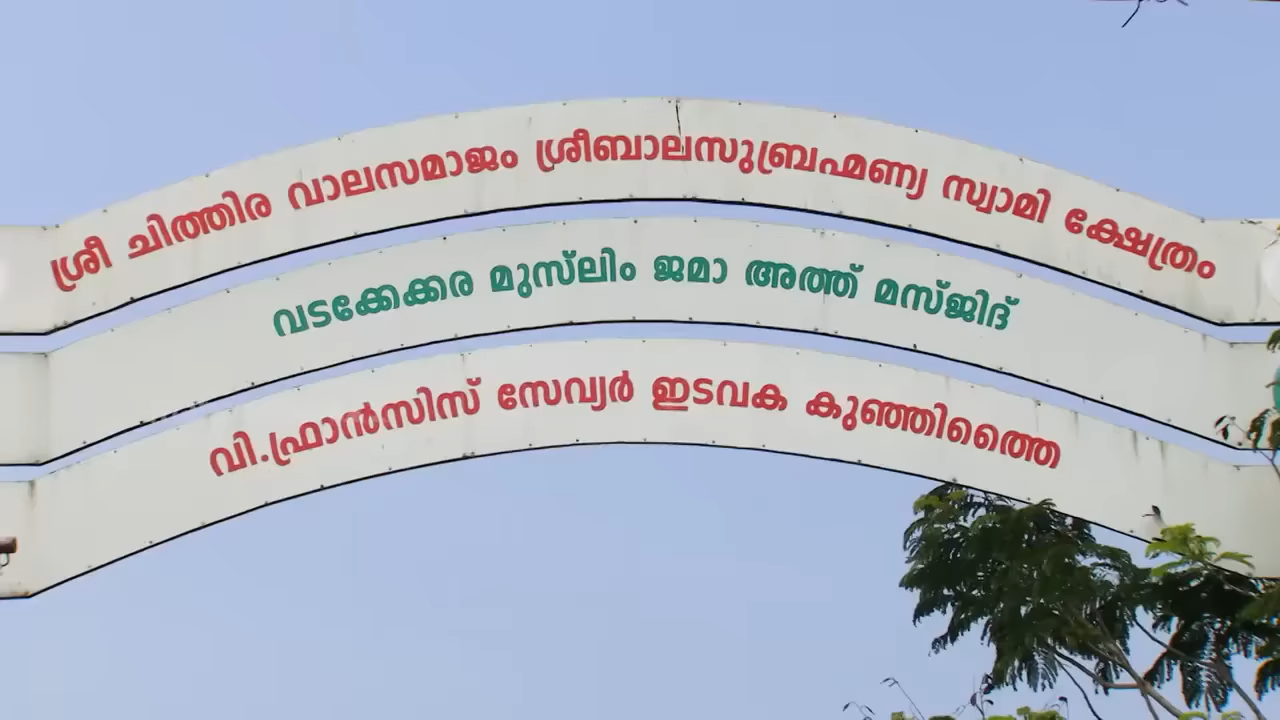 ശ്രീ ചിത്തിര വാലസമാജം ശ്രീബാലസുബ്രഹ്മണ്യ സ്വാമി ക്ഷേത്രം
വടക്കേക്കര മുസ്‌ലിം ജമാ അത്ത് മസ്ജിദ്
വി.ഫ്രാൻസിസ് സേവ്യർ ഇടവക കുഞ്ഞിത്തൈ